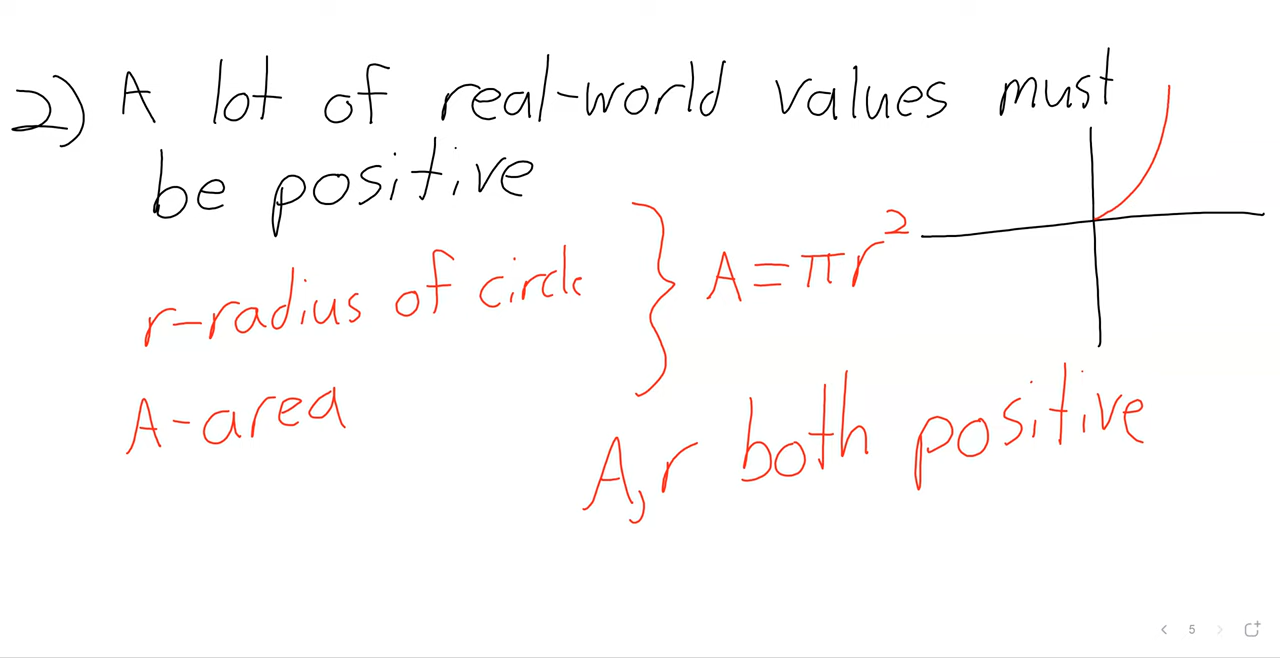 2) A lot of real-world values must
be positive
r-radius of circle
A-area
A=πr²
A,r both positive
5